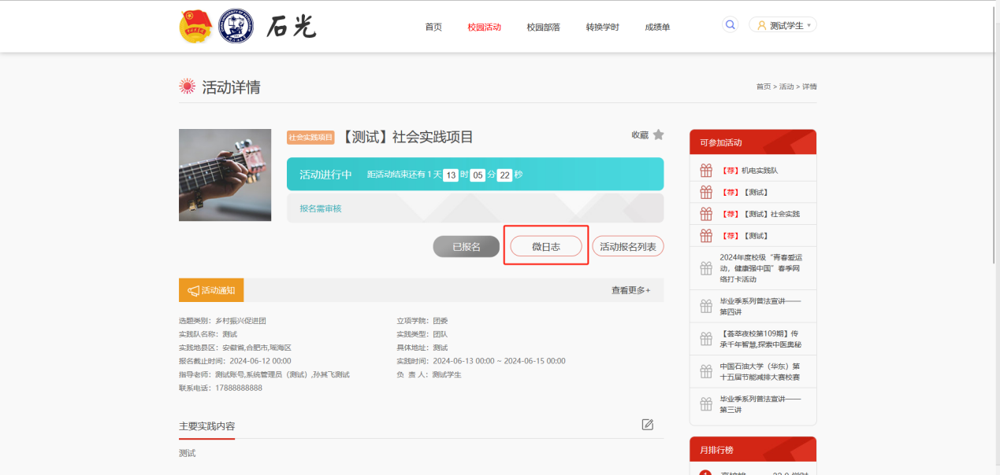 石光
首页
校园活动
校园部落
转换学时
成绩单
测试学生
活动详情
首页 > 活动 > 详情
社会实践项目
【测试】社会实践项目
收藏
活动进行中
距活动结束还有 1 天 13 时 05 分 22 秒
报名需审核
已报名
微日志
活动报名列表
活动通知
查看更多+
选题类别：乡村振兴促进团
立项学院：团委
实践队名称：测试
实践类型：团队
实践地县区：安徽省,合肥市,瑶海区
具体地址：测试
报名截止时间：2024-06-12 00:00
实践时间：2024-06-13 00:00 ~ 2024-06-15 00:00
指导老师：测试账号,系统管理员（测试）,孙其飞测试
负 责 人：测试学生
联系电话：17888888888
主要实践内容
测试
可参加活动
【荐】机电实践队
【荐】【测试】
【荐】【测试】社会实践
【荐】【测试】
2024年度校级“青春爱运
动，健康强中国”春季网
络打卡活动
毕业季系列普法宣讲——
第四讲
【荟萃夜校第109期】传
承千年智慧,探索中医奥秘
中国石油大学（华东）第
十五届节能减排大赛校赛
毕业季系列普法宣讲——
第三讲
月排行榜